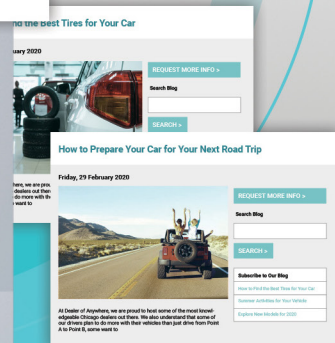 nd the Best Tires for Your Car
uary 2020
REQUEST MORE INFO >
Search Blog
SEARCH >
here, we are prou
dealers out there
do more with th
want to
How to Prepare Your Car for Your Next Road Trip
Friday, 29 February 2020
REQUEST MORE INFO >
Search Blog
SEARCH >
Subscribe to Our Blog
How to Find the Best Tires for Your Car
Summer Activities for Your Vehicle
Explore New Models for 2020
At Dealer of Anywhere, we are proud to host some of the most knowl-
edgeable Chicago dealers out there. We also understand that some of
our drivers plan to do more with their vehicles than just drive from Point
A to Point B, some want to